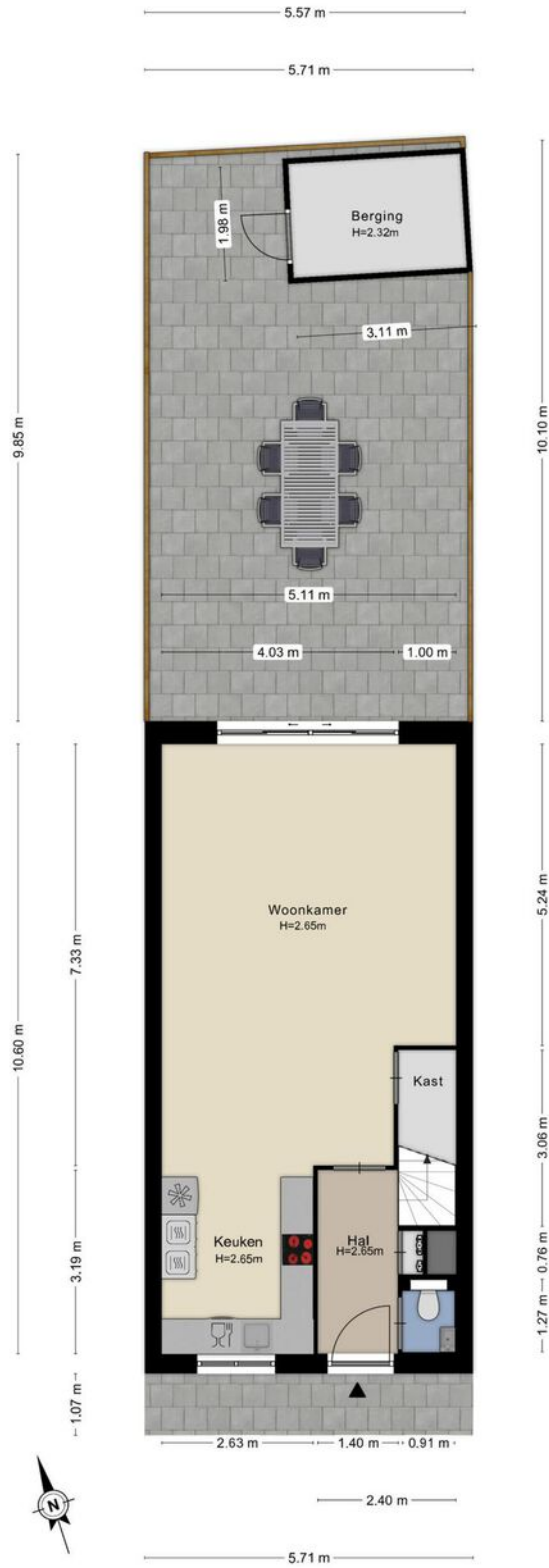 5.57 m
5.71 m
Berging
H=2.32m
1.98 m
3.11 m
9.85 m
10.10 m
5.11 m
4.03 m
1.00 m
Woonkamer
H=2.65m
5.24 m
7.33 m
10.60 m
Kast
3.06 m
Keuken
H=2.65m
Hal
H=2.65m
3.19 m
0.76 m
1.27 m
1.07 m
2.63 m
1.40 m
0.91 m
2.40 m
N
5.71 m